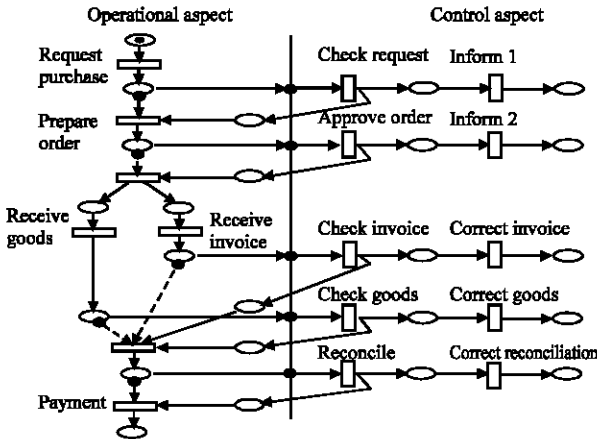 Operational aspect
Control aspect
Request
purchase
Check request
Inform 1
Prepare
order
Approve order
Inform 2
Receive
goods
Receive
invoice
Check invoice
Correct invoice
Check goods
Correct goods
Reconcile
Correct reconciliation
Payment